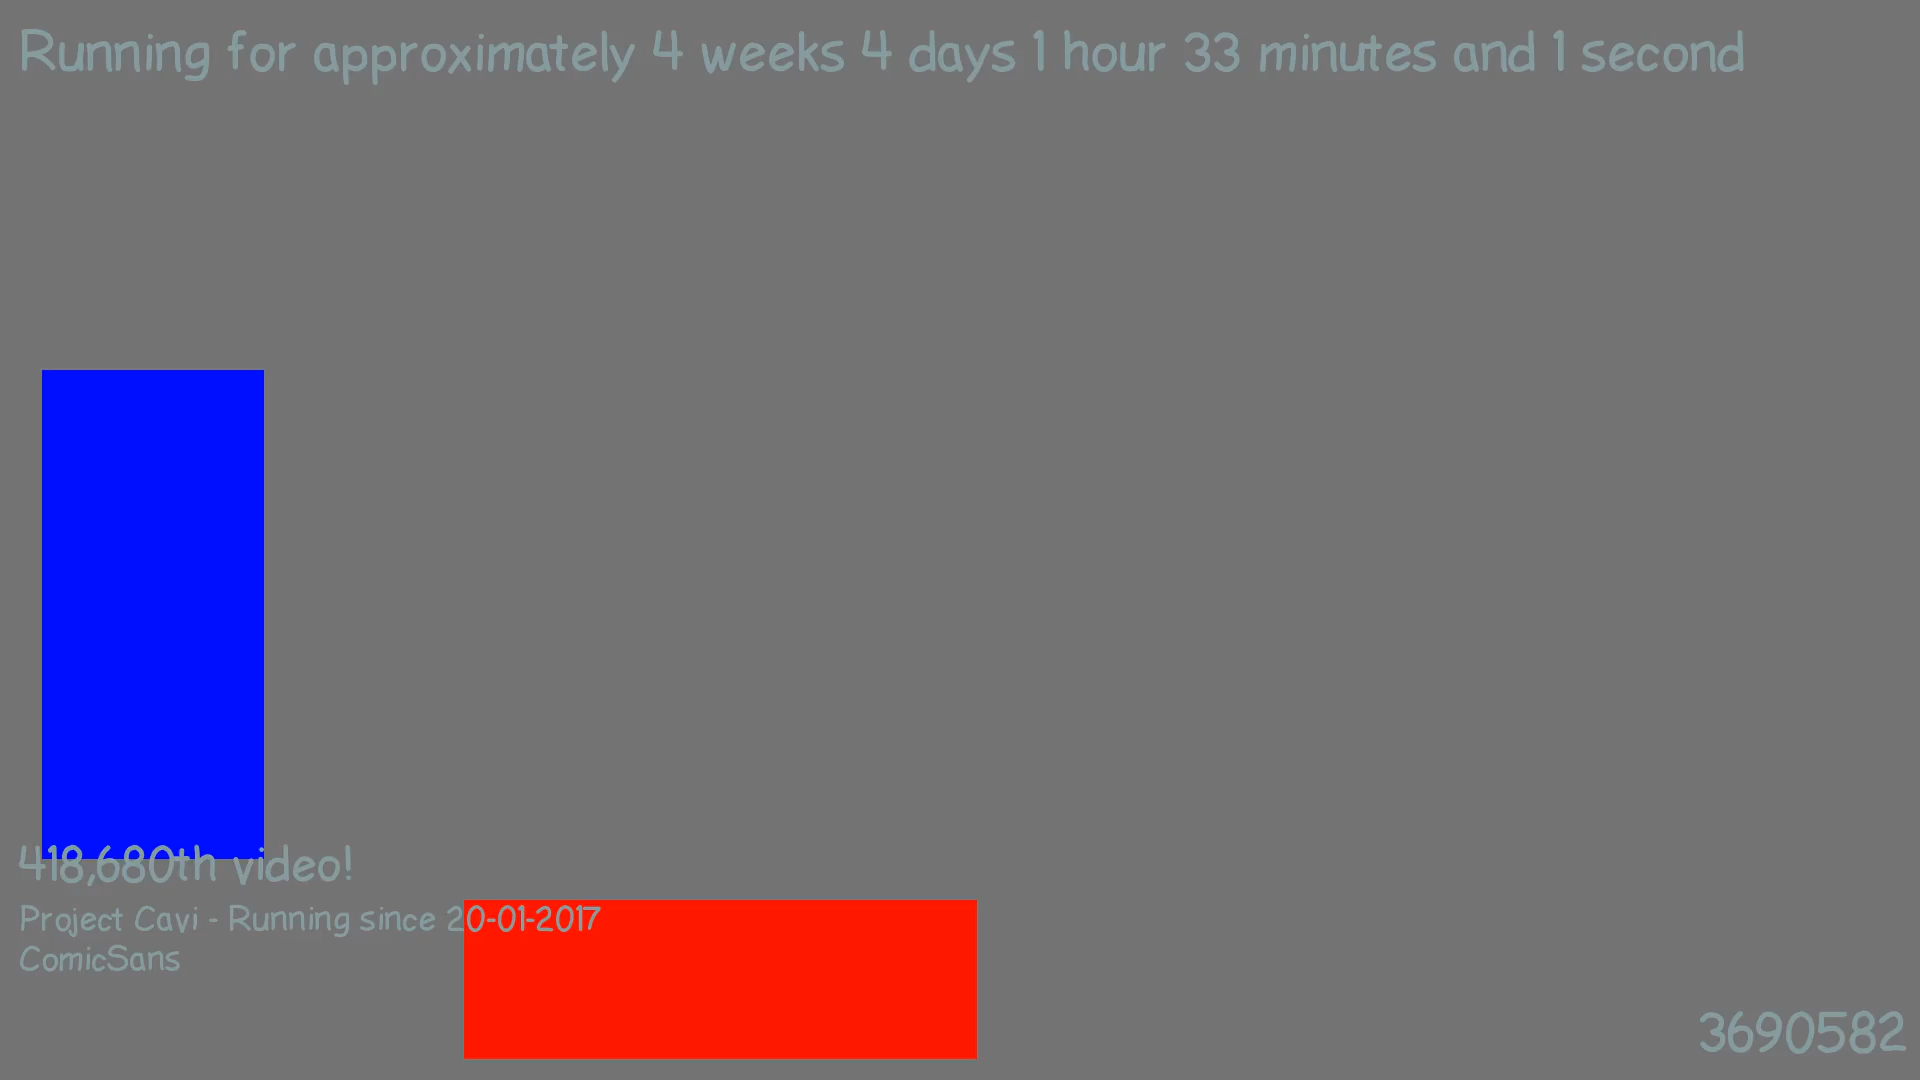 Running for approximately 4 weeks 4 days 1 hour 33 minutes and 1 second
418,680th video!
Project Cavi - Running since 20-01-2017
ComicSans
3690582